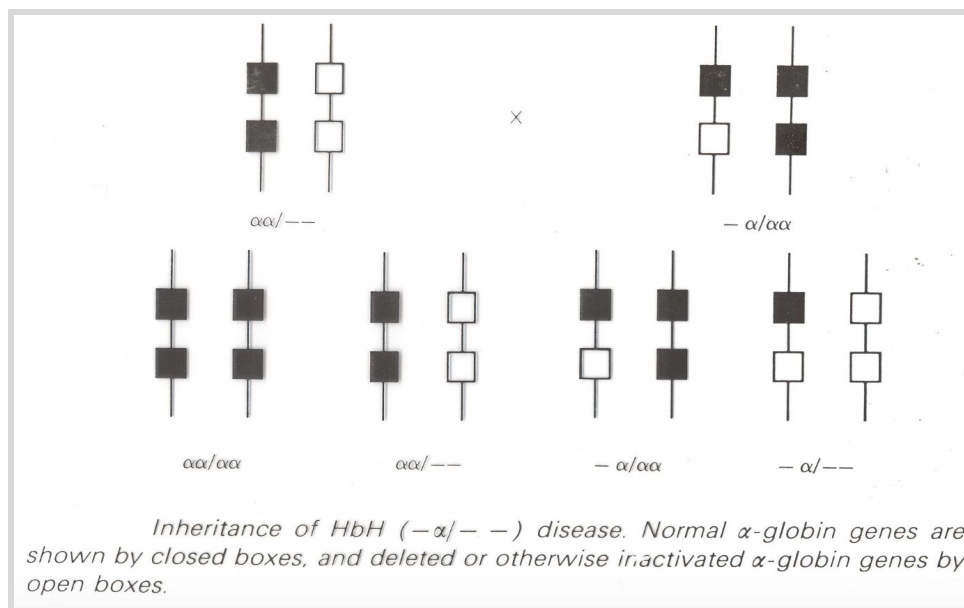 ×
αα/−−
− α/αα
αα/αα
αα/−−
− α/αα
− α/−−
Inheritance of HbH (−α/− −) disease. Normal α-globin genes are
shown by closed boxes, and deleted or otherwise inactivated α-globin genes by
open boxes.